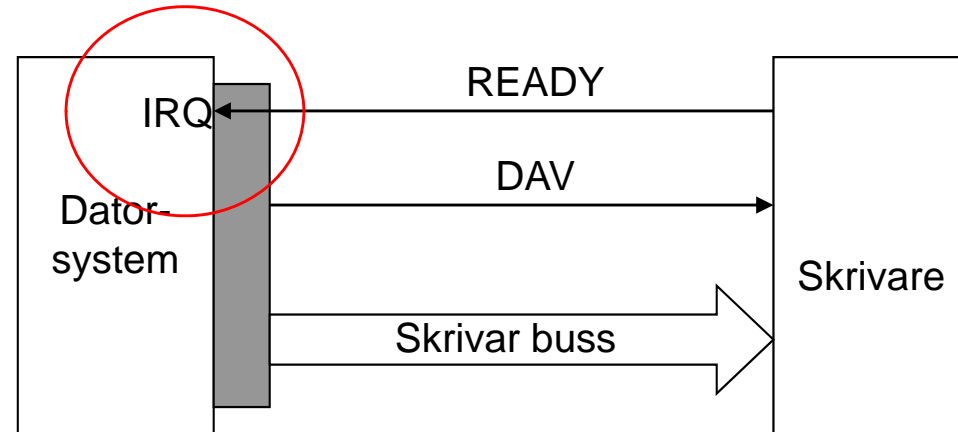 READY
IRQ
DAV
Dator-
system
Skrivare
Skrivar buss